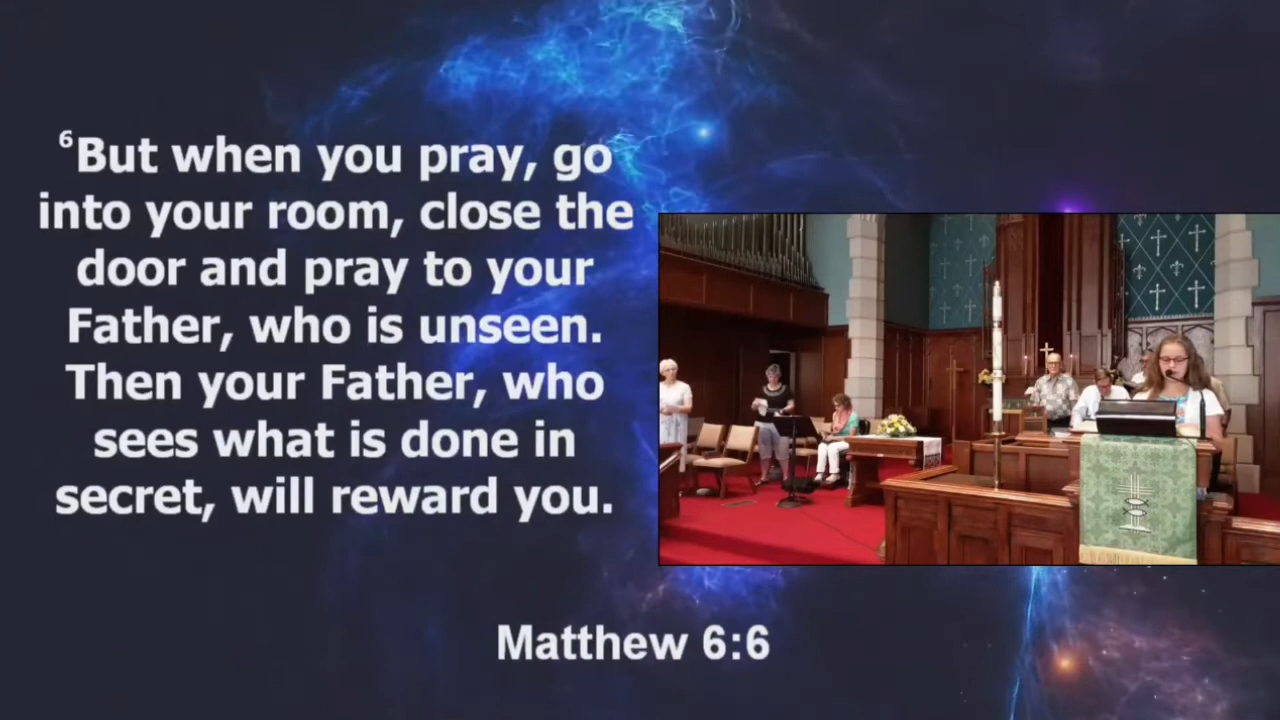 ⁶But when you pray, go
into your room, close the
door and pray to your
Father, who is unseen.
Then your Father, who
sees what is done in
secret, will reward you.
Matthew 6:6